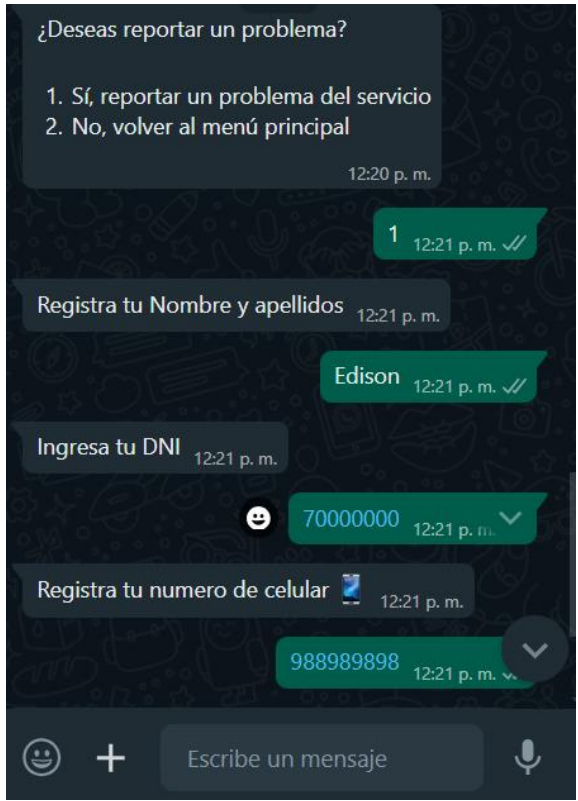 ¿Deseas reportar un problema?
1. Sí, reportar un problema del servicio
2. No, volver al menú principal
12:20 p. m.
1 12:21 p. m.
Registra tu Nombre y apellidos 12:21 p. m.
Edison 12:21 p. m.
Ingresa tu DNI 12:21 p. m.
70000000 12:21 p. m.
Registra tu numero de celular 12:21 p. m.
988989898 12:21 p. m.
Escribe un mensaje